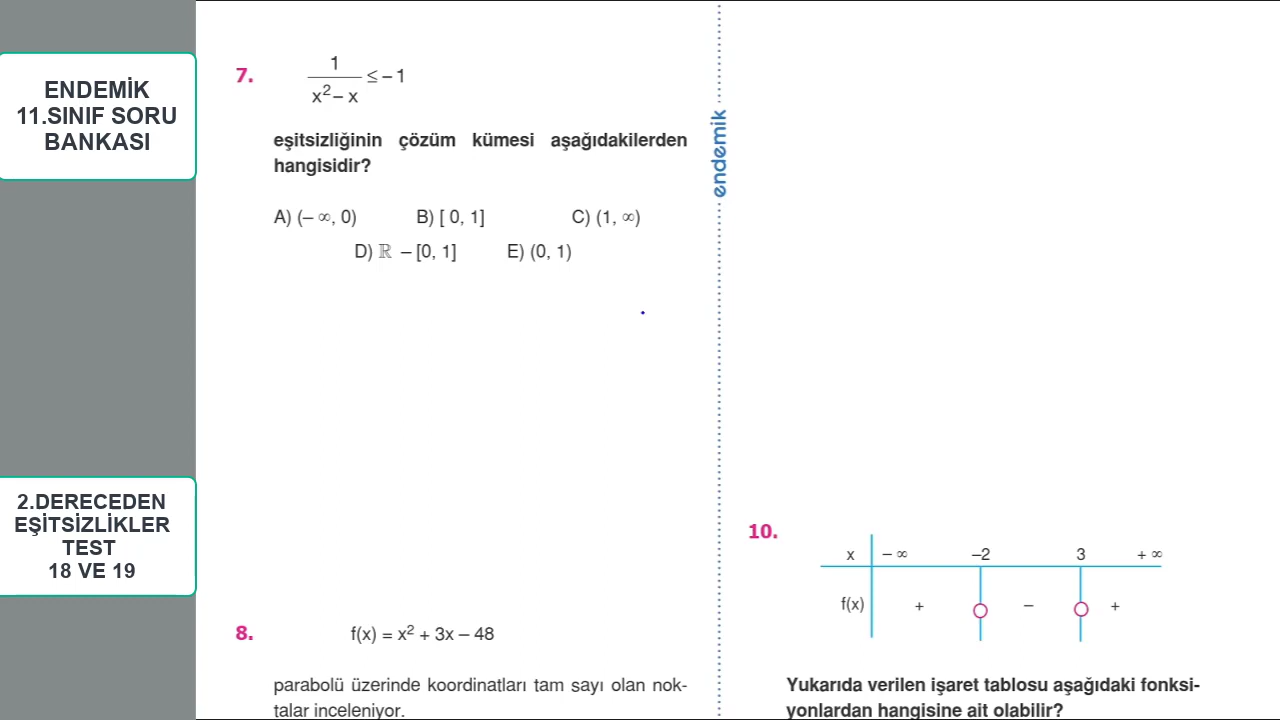 ENDEMİK
11.SINIF SORU
BANKASI
2.DERECEDEN
EŞİTSİZLİKLER
TEST
18 VE 19
7.
1
x² – x
≤ – 1
eşitsizliğinin çözüm kümesi aşağıdakilerden
hangisidir?
A) (– ∞, 0) B) [ 0, 1] C) (1, ∞)
D) ℝ – [0, 1] E) (0, 1)
8. f(x) = x² + 3x – 48
parabolü üzerinde koordinatları tam sayı olan nok-
talar inceleniyor.
endemik
10.
x – ∞ –2 3 + ∞
f(x) + – +
Yukarıda verilen işaret tablosu aşağıdaki fonksi-
yonlardan hangisine ait olabilir?